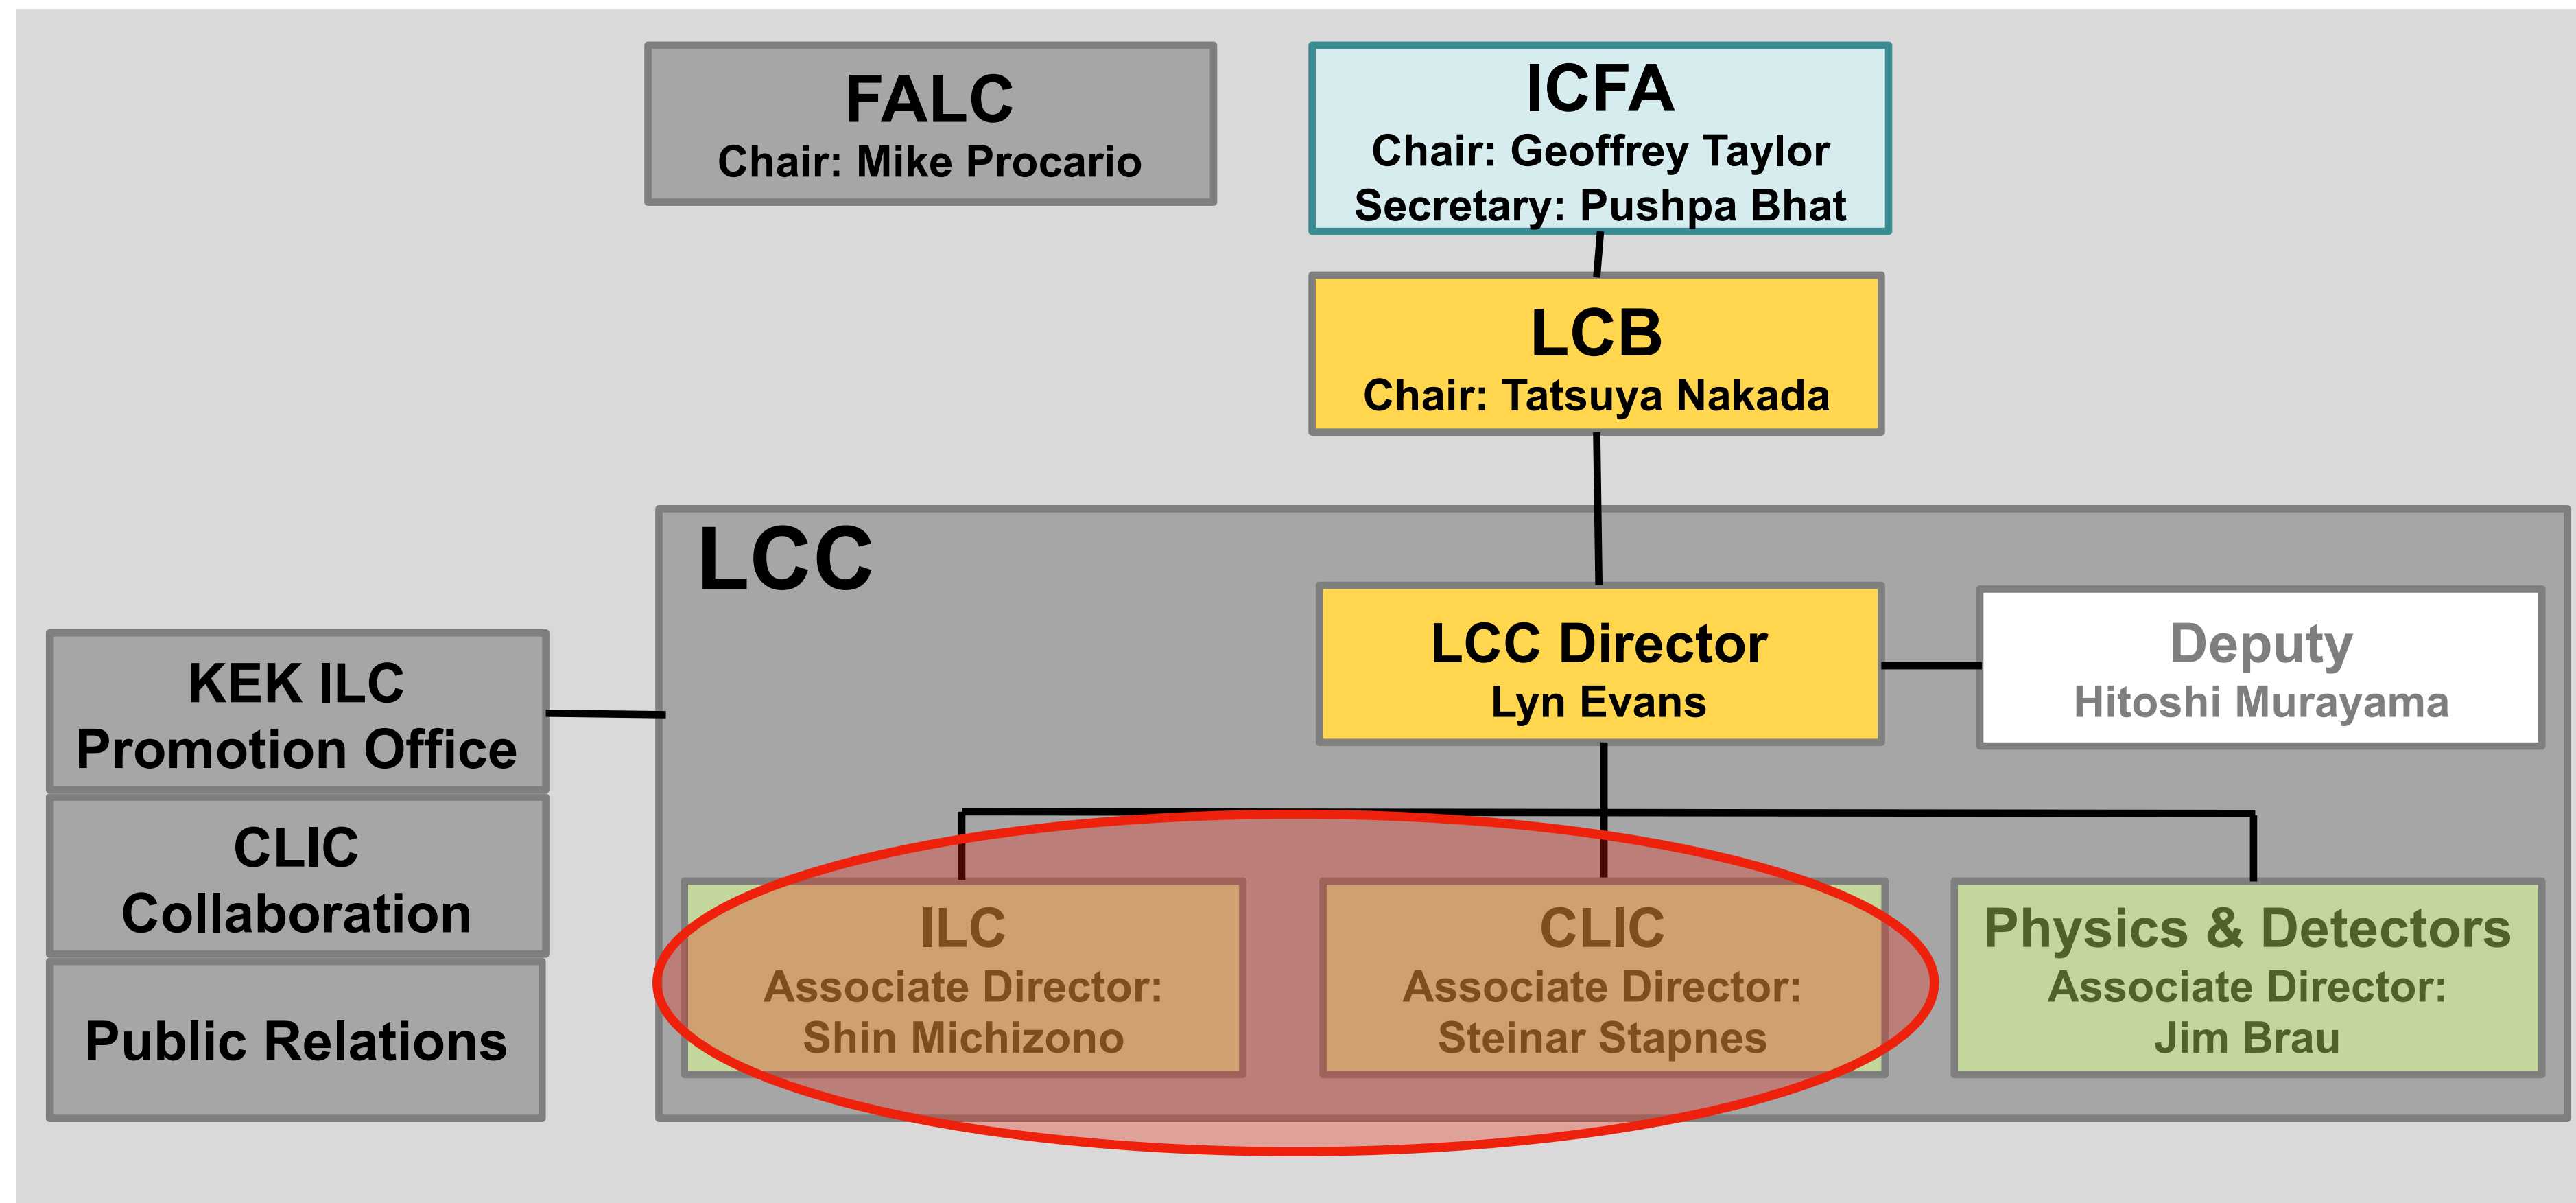 FALC
Chair: Mike Procario
ICFA
Chair: Geoffrey Taylor
Secretary: Pushpa Bhat
LCB
Chair: Tatsuya Nakada
LCC
LCC Director
Lyn Evans
Deputy
Hitoshi Murayama
KEK ILC
Promotion Office
CLIC
Collaboration
Public Relations
ILC
Associate Director:
Shin Michizono
CLIC
Associate Director:
Steinar Stapnes
Physics & Detectors
Associate Director:
Jim Brau